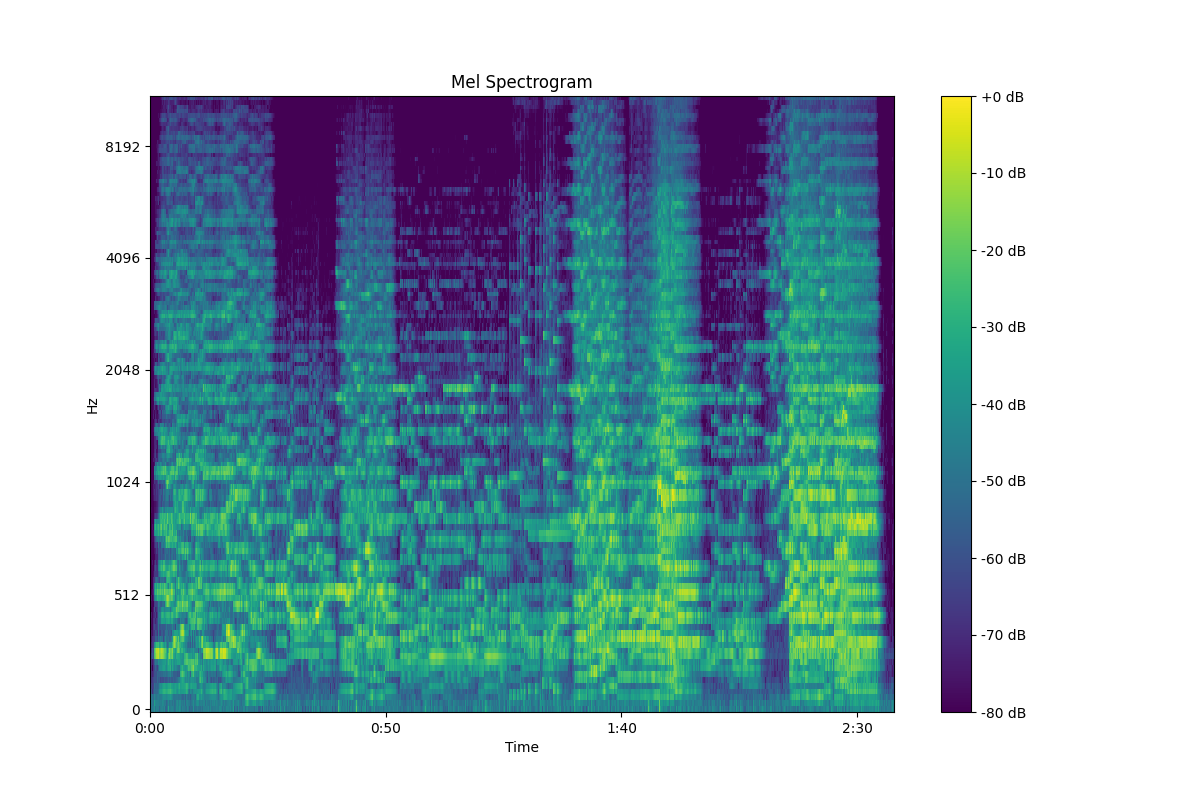 Mel Spectrogram
Hz
8192
4096
2048
1024
512
0
0:00
0:50
1:40
2:30
Time
+0 dB
-10 dB
-20 dB
-30 dB
-40 dB
-50 dB
-60 dB
-70 dB
-80 dB